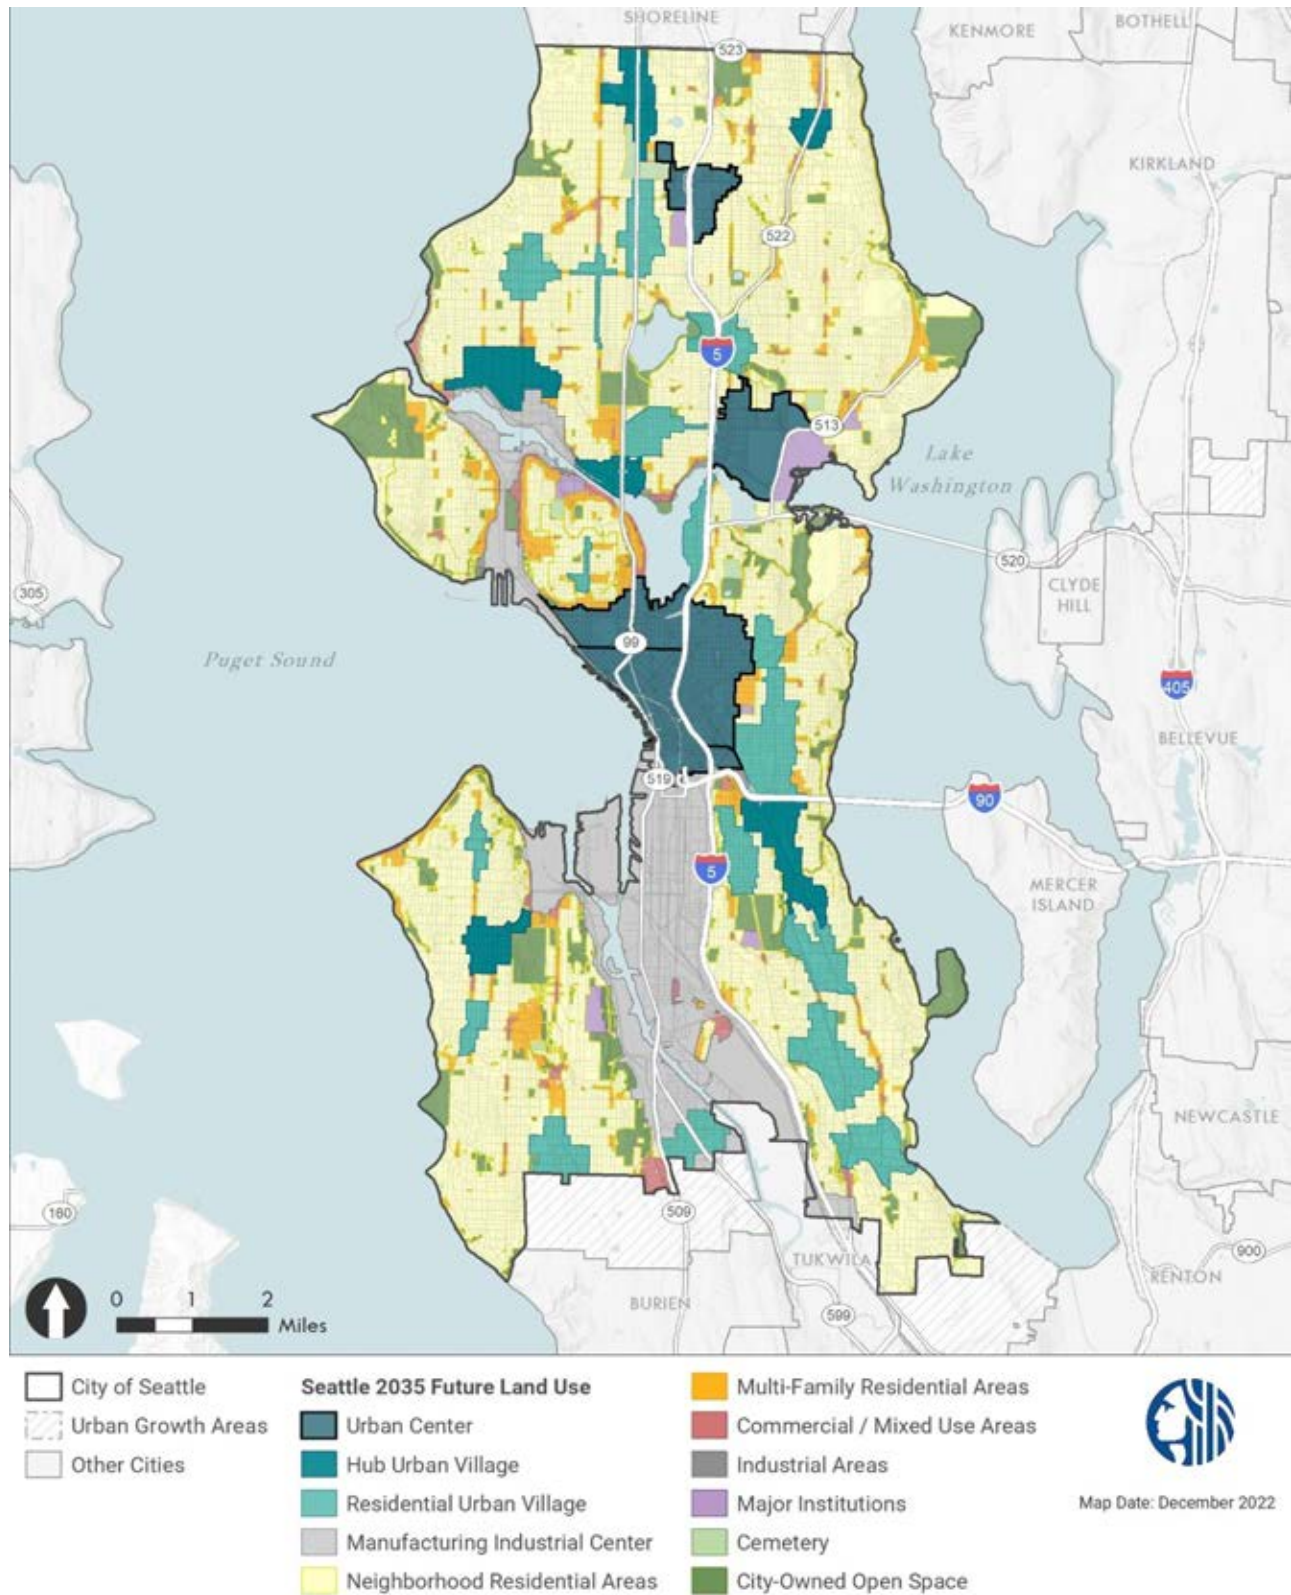 SHORELINE
BOTHELL
KENMORE
523
KIRKLAND
522
5
513
Lake
Washington
520
CLYDE
HILL
305
99
Puget Sound
405
BELLEVUE
519
90
5
MERCER
ISLAND
NEWCASTLE
160
509
900
TUKWILA
RENTON
BURIEN
599
0 1 2
Miles
City of Seattle
Urban Growth Areas
Other Cities
Seattle 2035 Future Land Use
Urban Center
Hub Urban Village
Residential Urban Village
Manufacturing Industrial Center
Neighborhood Residential Areas
Multi-Family Residential Areas
Commercial / Mixed Use Areas
Industrial Areas
Major Institutions
Cemetery
City-Owned Open Space
Map Date: December 2022